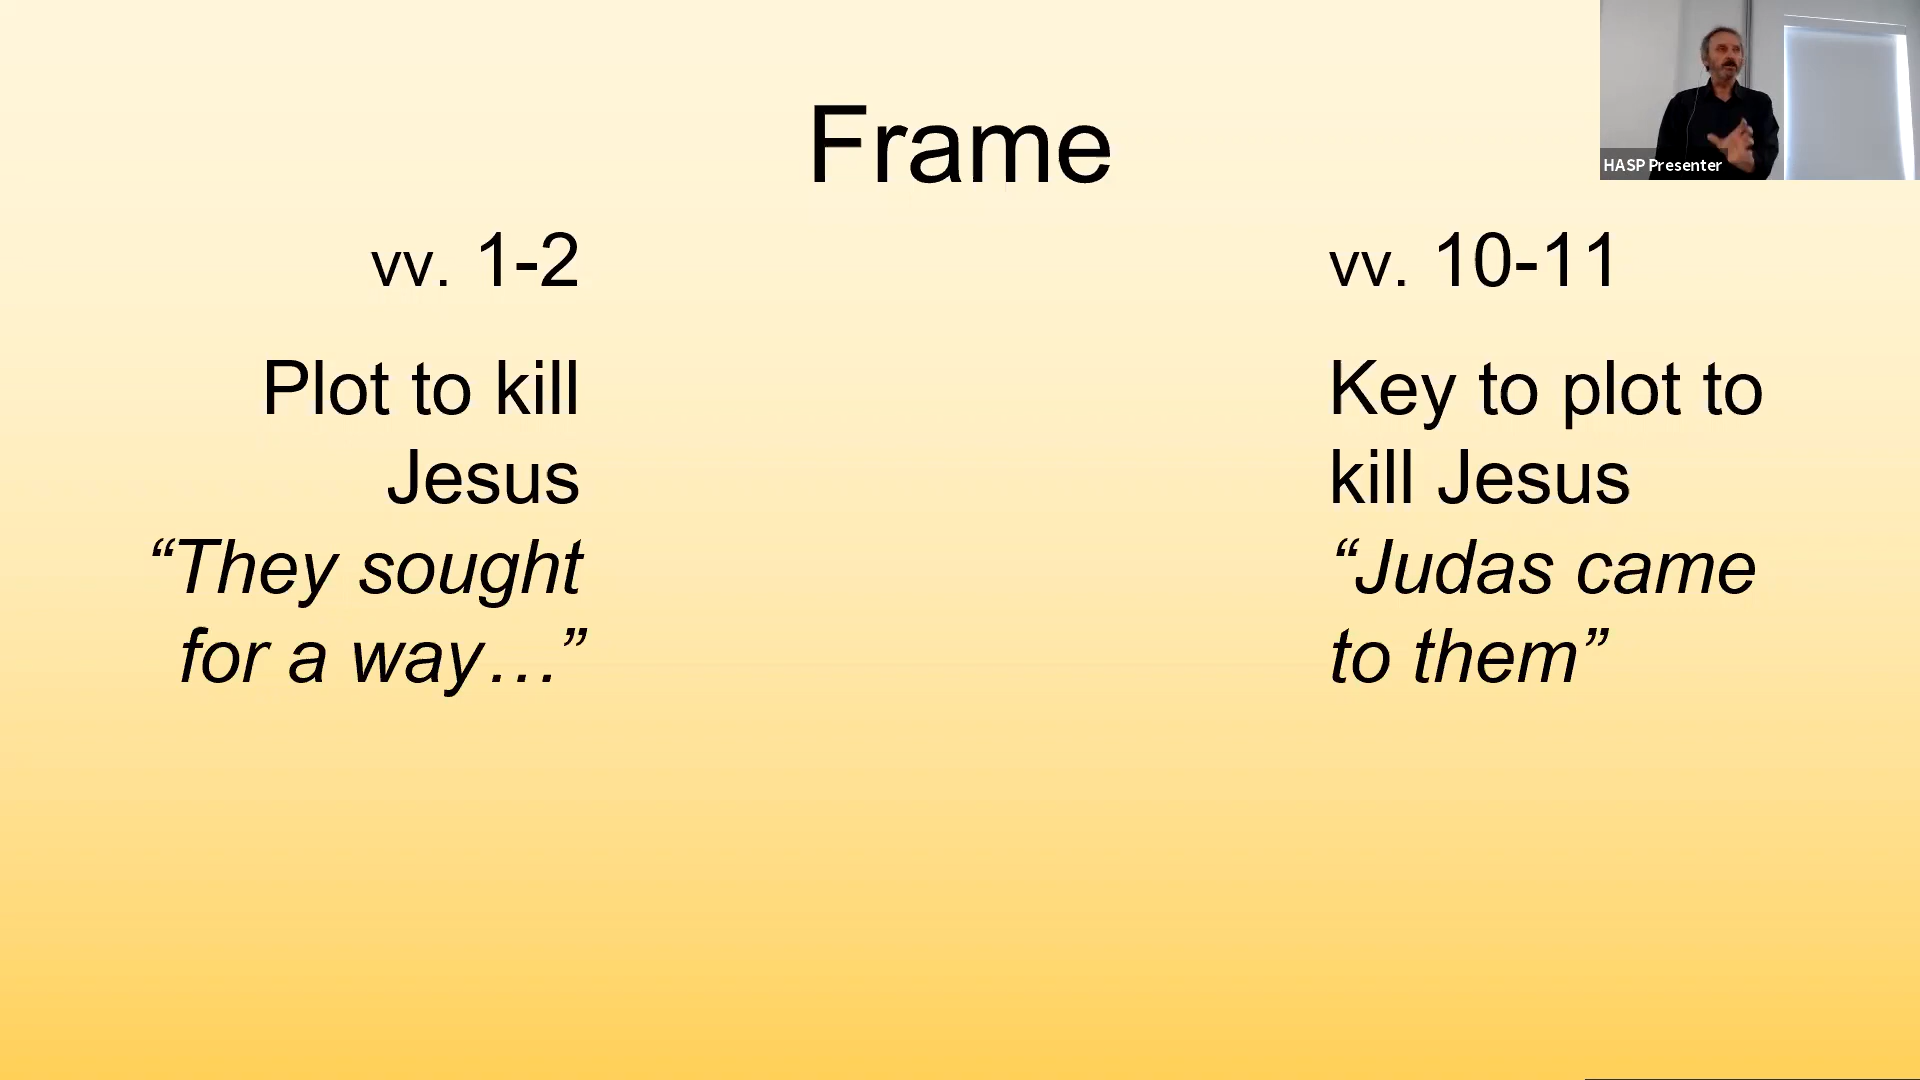 Frame
HASP Presenter
vv. 1-2
Plot to kill
Jesus
“They sought
for a way…”
vv. 10-11
Key to plot to
kill Jesus
“Judas came
to them”